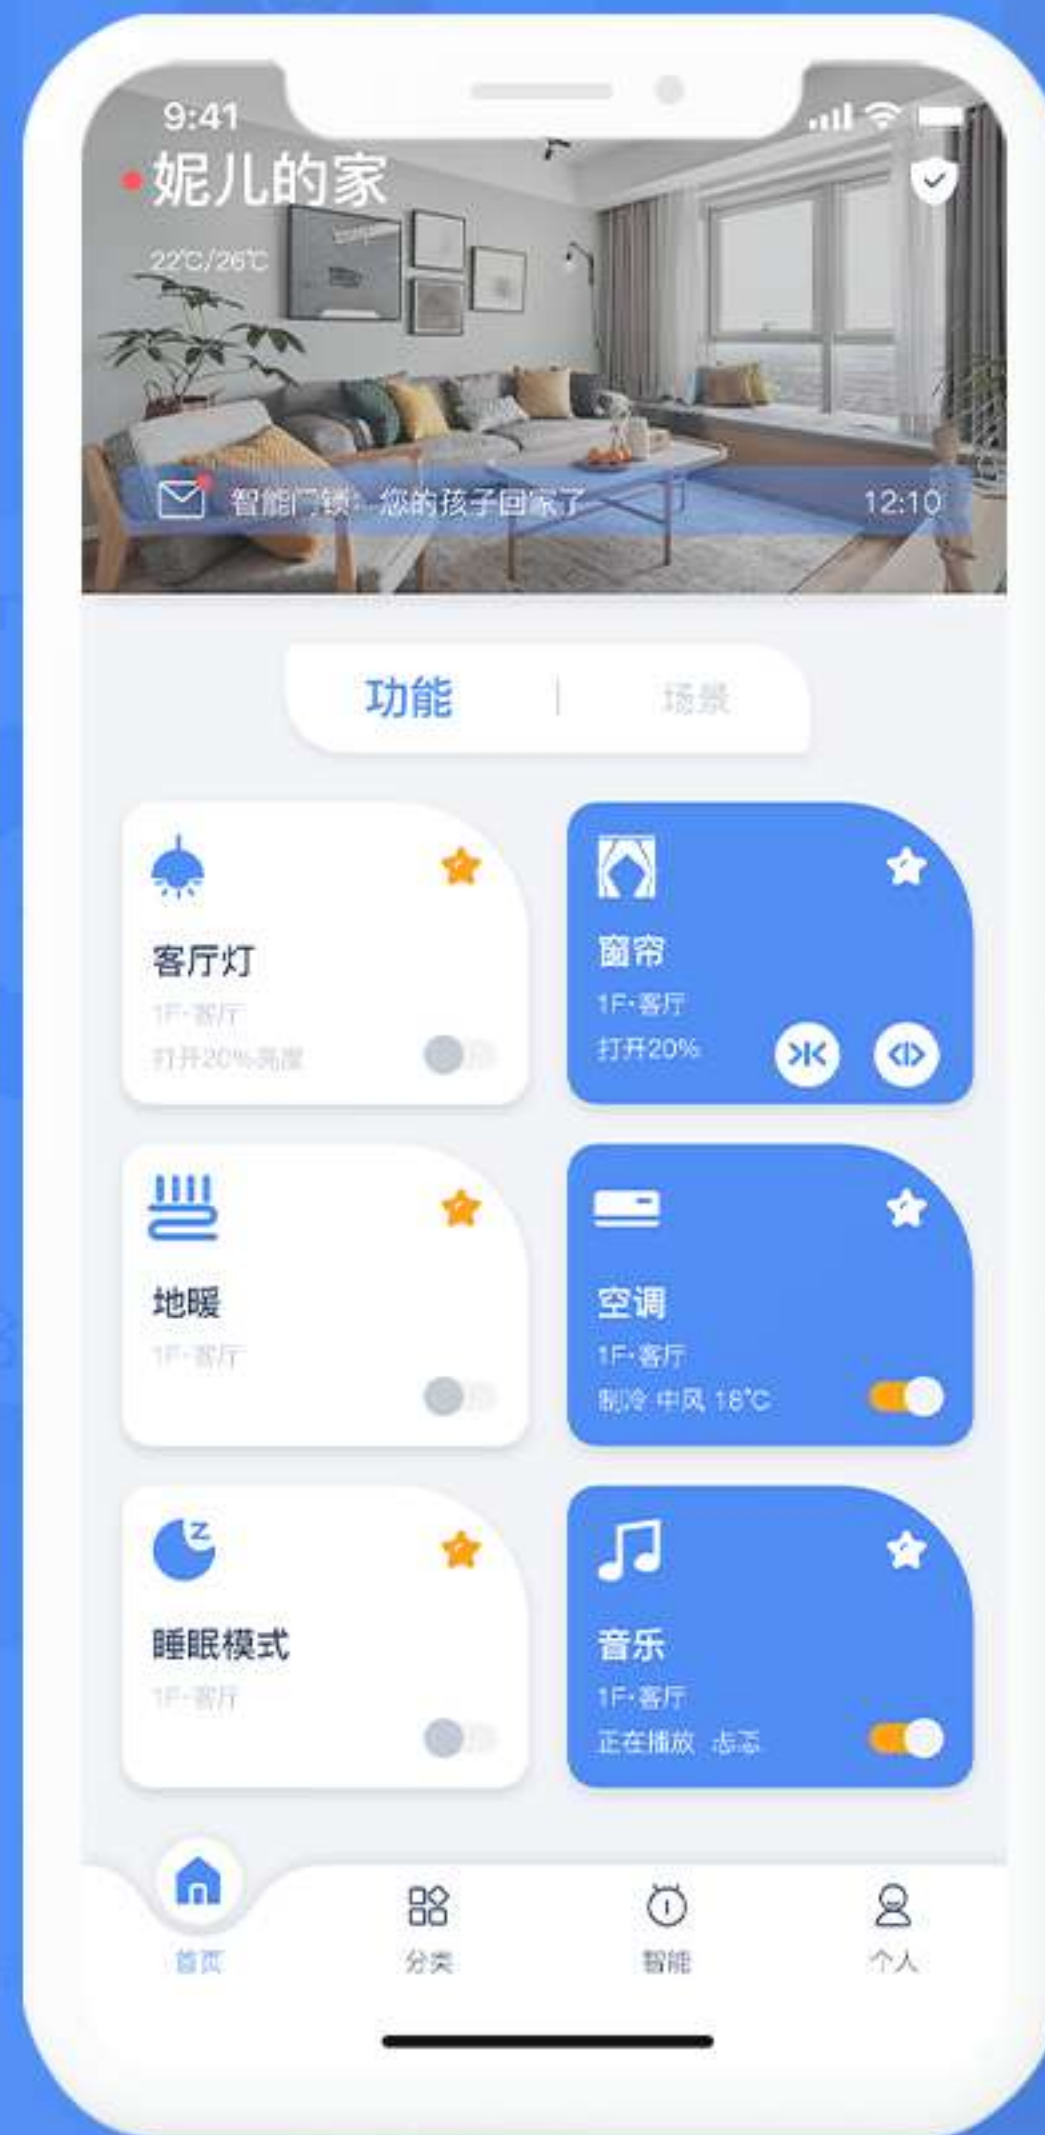 9:41
妮儿的家
22℃/26℃
智能门锁：您的孩子回家了 12:10
功能 场景
客厅灯
1F·客厅
打开20%亮度
窗帘
1F·客厅
打开20%
地暖
1F·客厅
空调
1F·客厅
制冷 中风 18℃
Z
睡眠模式
1F·客厅
音乐
1F·客厅
正在播放
首页 分类 智能 个人